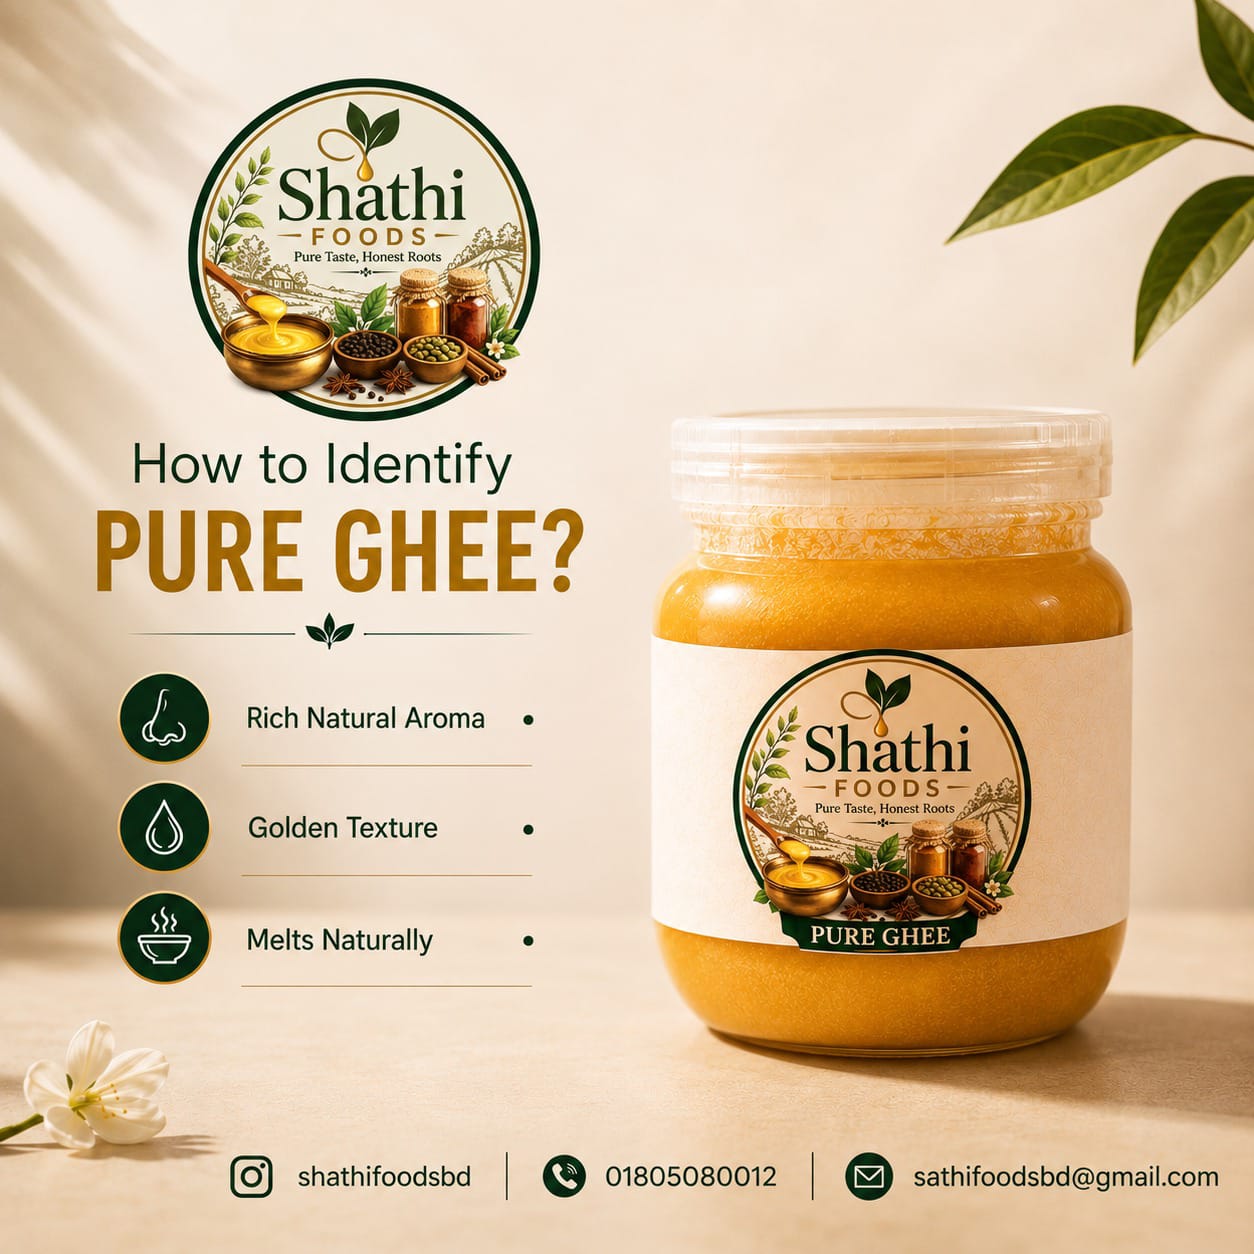 Shathi
FOODS
Pure Taste, Honest Roots
How to Identify
PURE GHEE?
Rich Natural Aroma
Golden Texture
Melts Naturally
Shathi
FOODS
Pure Taste, Honest Roots
PURE GHEE
shathifoodsbd
01805080012
sathifoodsbd@gmail.com